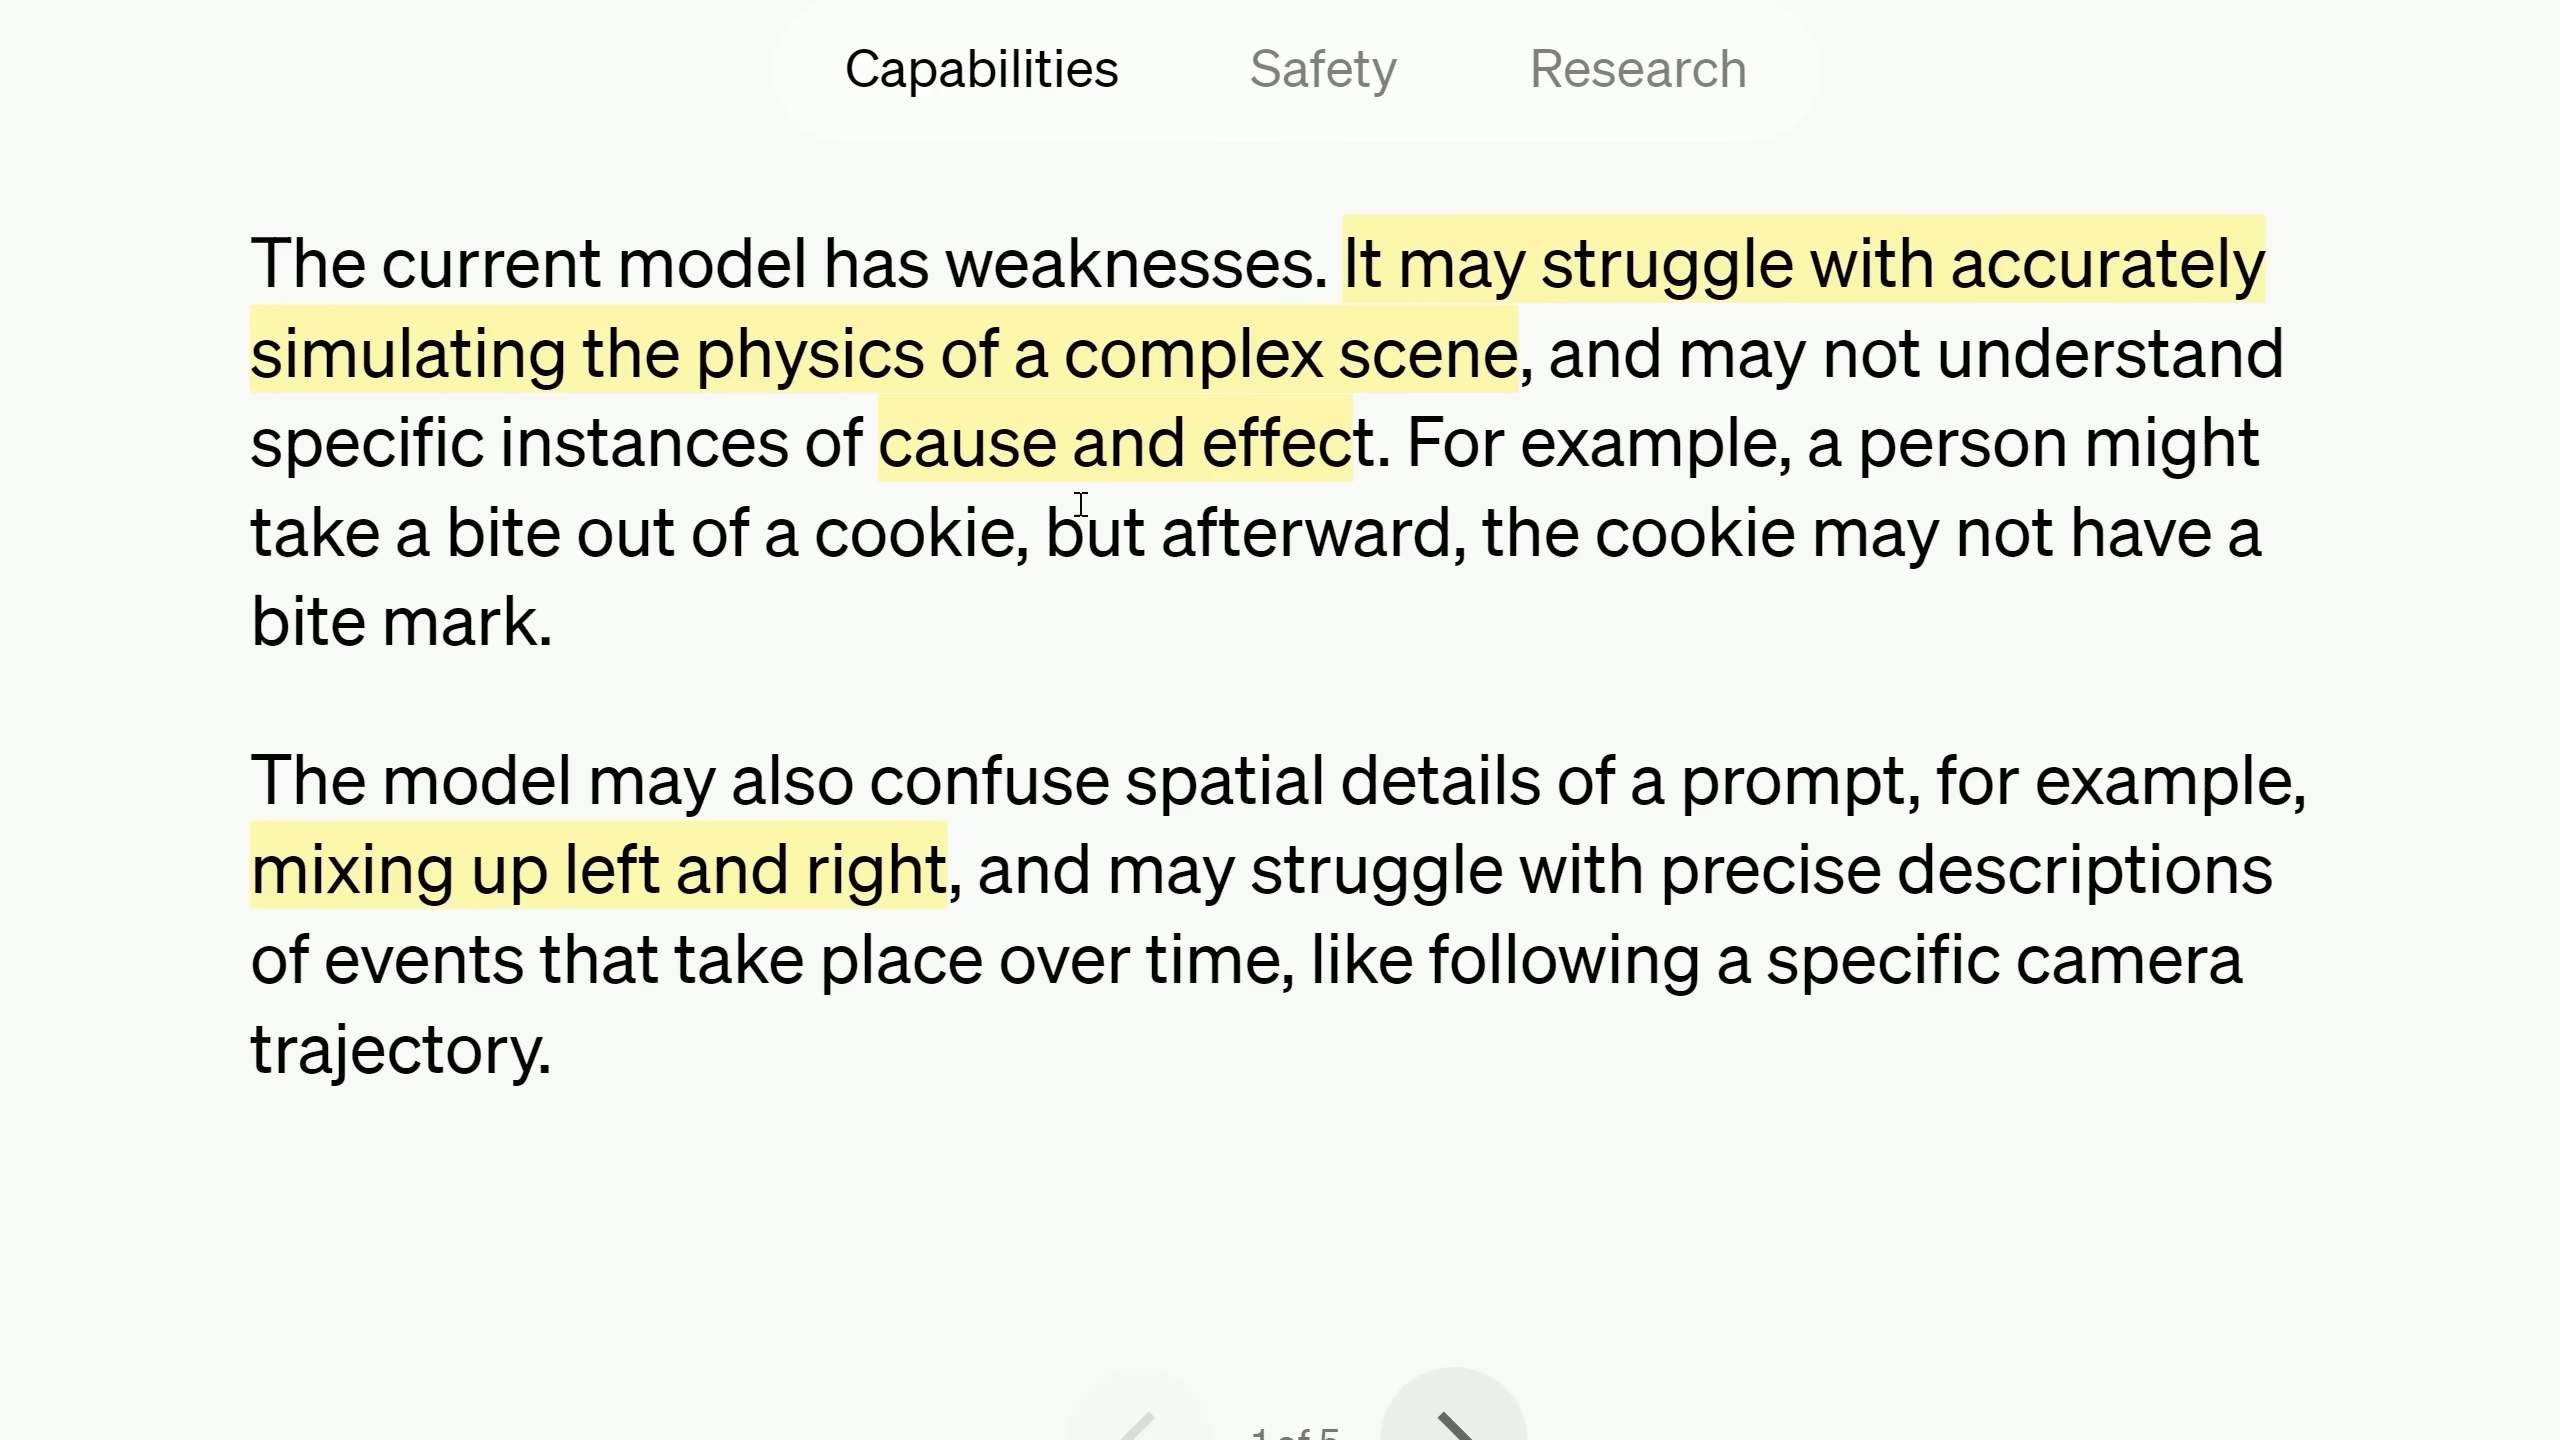 Capabilities Safety Research
The current model has weaknesses. It may struggle with accurately
simulating the physics of a complex scene, and may not understand
specific instances of cause and effect. For example, a person might
take a bite out of a cookie, but afterward, the cookie may not have a
bite mark.
The model may also confuse spatial details of a prompt, for example,
mixing up left and right, and may struggle with precise descriptions
of events that take place over time, like following a specific camera
trajectory.
1 of 5